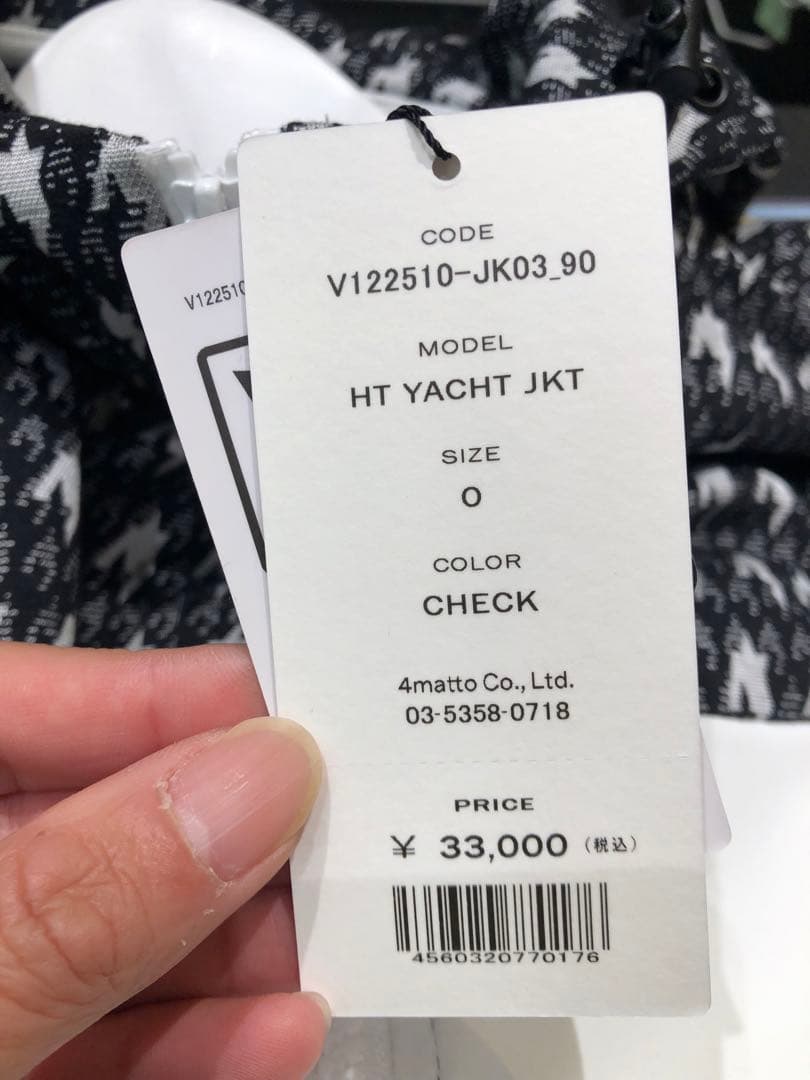 CODE
V122510-JK03_90
MODEL
HT YACHT JKT
SIZE
0
COLOR
CHECK
4matto Co., Ltd.
03-5358-0718
PRICE
¥ 33,000 (税込)
4560320770176
V122510